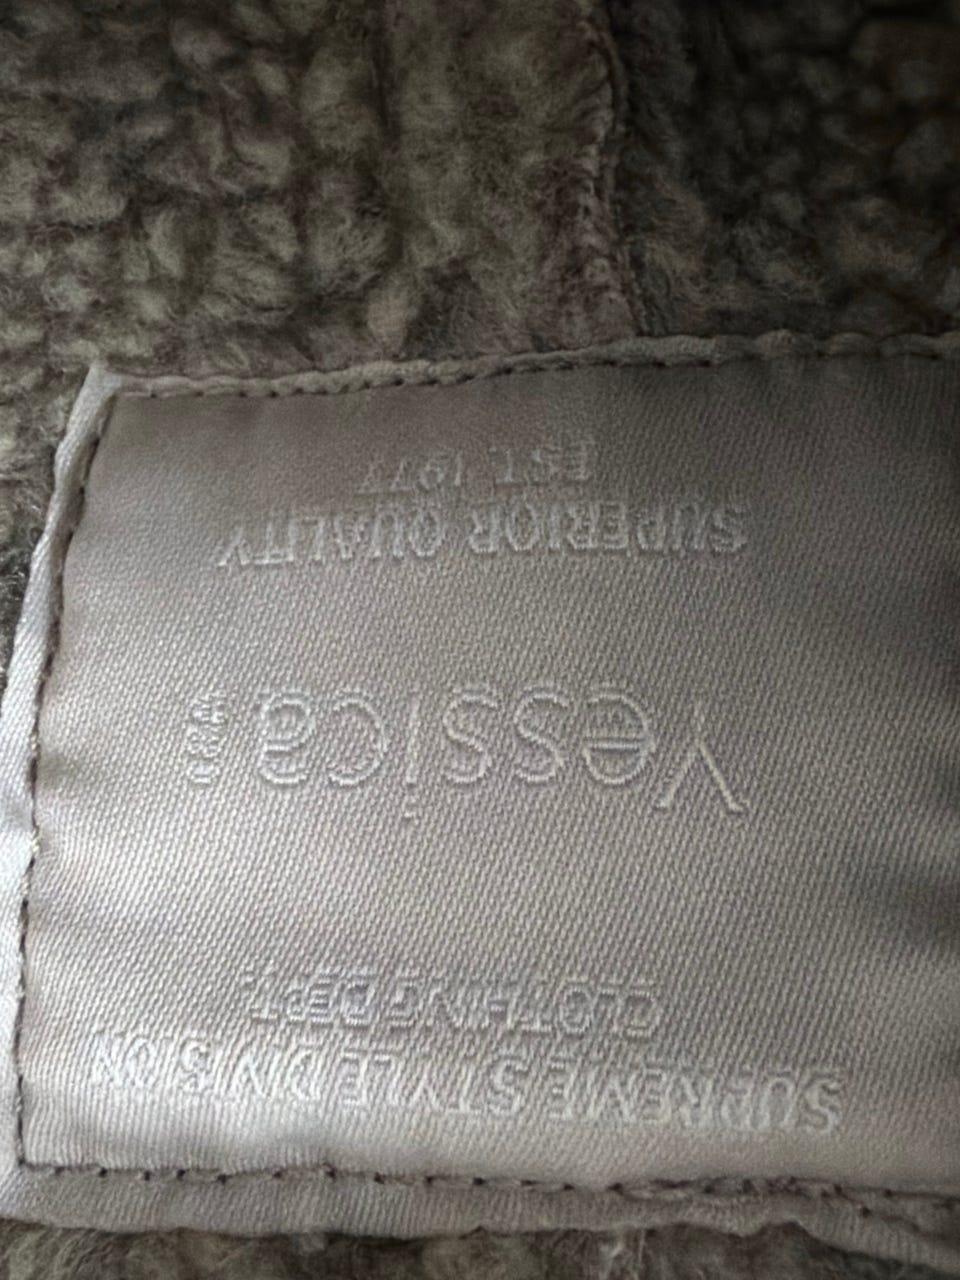 SUPREME STYLE DIVISION
CLOTHING DEPT.
Yessica
SUPERIOR QUALITY
EST. 1977